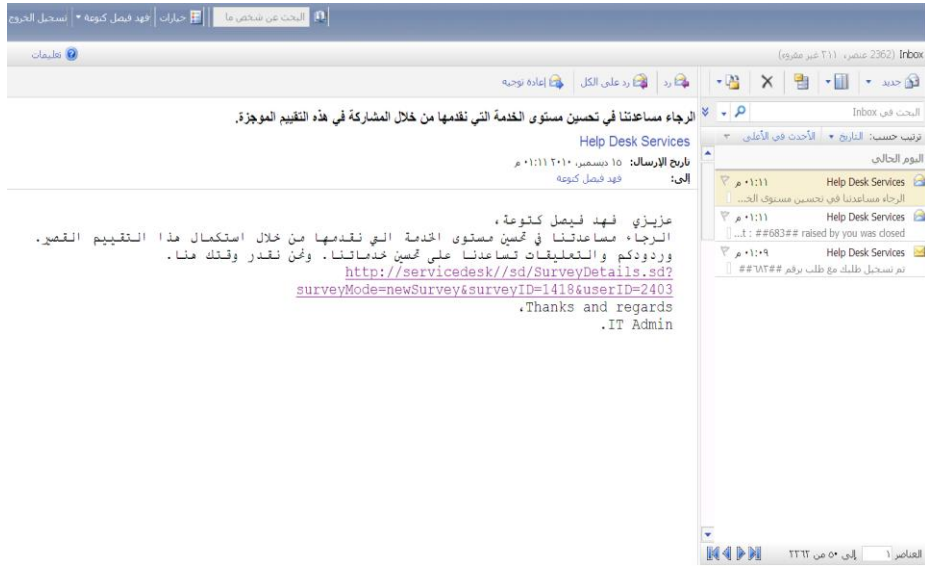 البحث عن شخص ما | خيارات | فهد فيصل كتوعة | تسجيل الخروج
Inbox (2362 عنصر، ٢١١ غير مقروء)
تعليمات
جديد
رد رد على الكل إعادة توجيه
البحث في Inbox
ترتيب حسب: التاريخ الأحدث في الأعلى
اليوم الحالي
Help Desk Services ٠١:١١ م
الرجاء مساعدتنا في تحسين مستوى الخد...
Help Desk Services ٠١:١١ م
t : ##683## raised by you was closed...
Help Desk Services ٠١:٠٩ م
تم تسجيل طلبك مع طلب برقم ##٦٨٣##
العناصر ١ إلى ٥٠ من ٢٣٦٢
الرجاء مساعدتنا في تحسين مستوى الخدمة التي نقدمها من خلال المشاركة في هذه التقييم الموجزة.
Help Desk Services
تاريخ الإرسال: ١٥ ديسمبر، ٢٠١٠ ٠١:١١ م
إلى: فهد فيصل كتوعة
عزيزي فهد فيصل كتوعة،
الرجاء مساعدتنا في تحسين مستوى الخدمة التي نقدمها من خلال استكمال هذا التقييم القصير.
وردودكم والتعليقات تساعدنا على تحسين خدماتنا. ونحن نقدر وقتك هنا.
http://servicedesk//sd/SurveyDetails.sd?
surveyMode=newSurvey&surveyID=1418&userID=2403
Thanks and regards،
IT Admin.